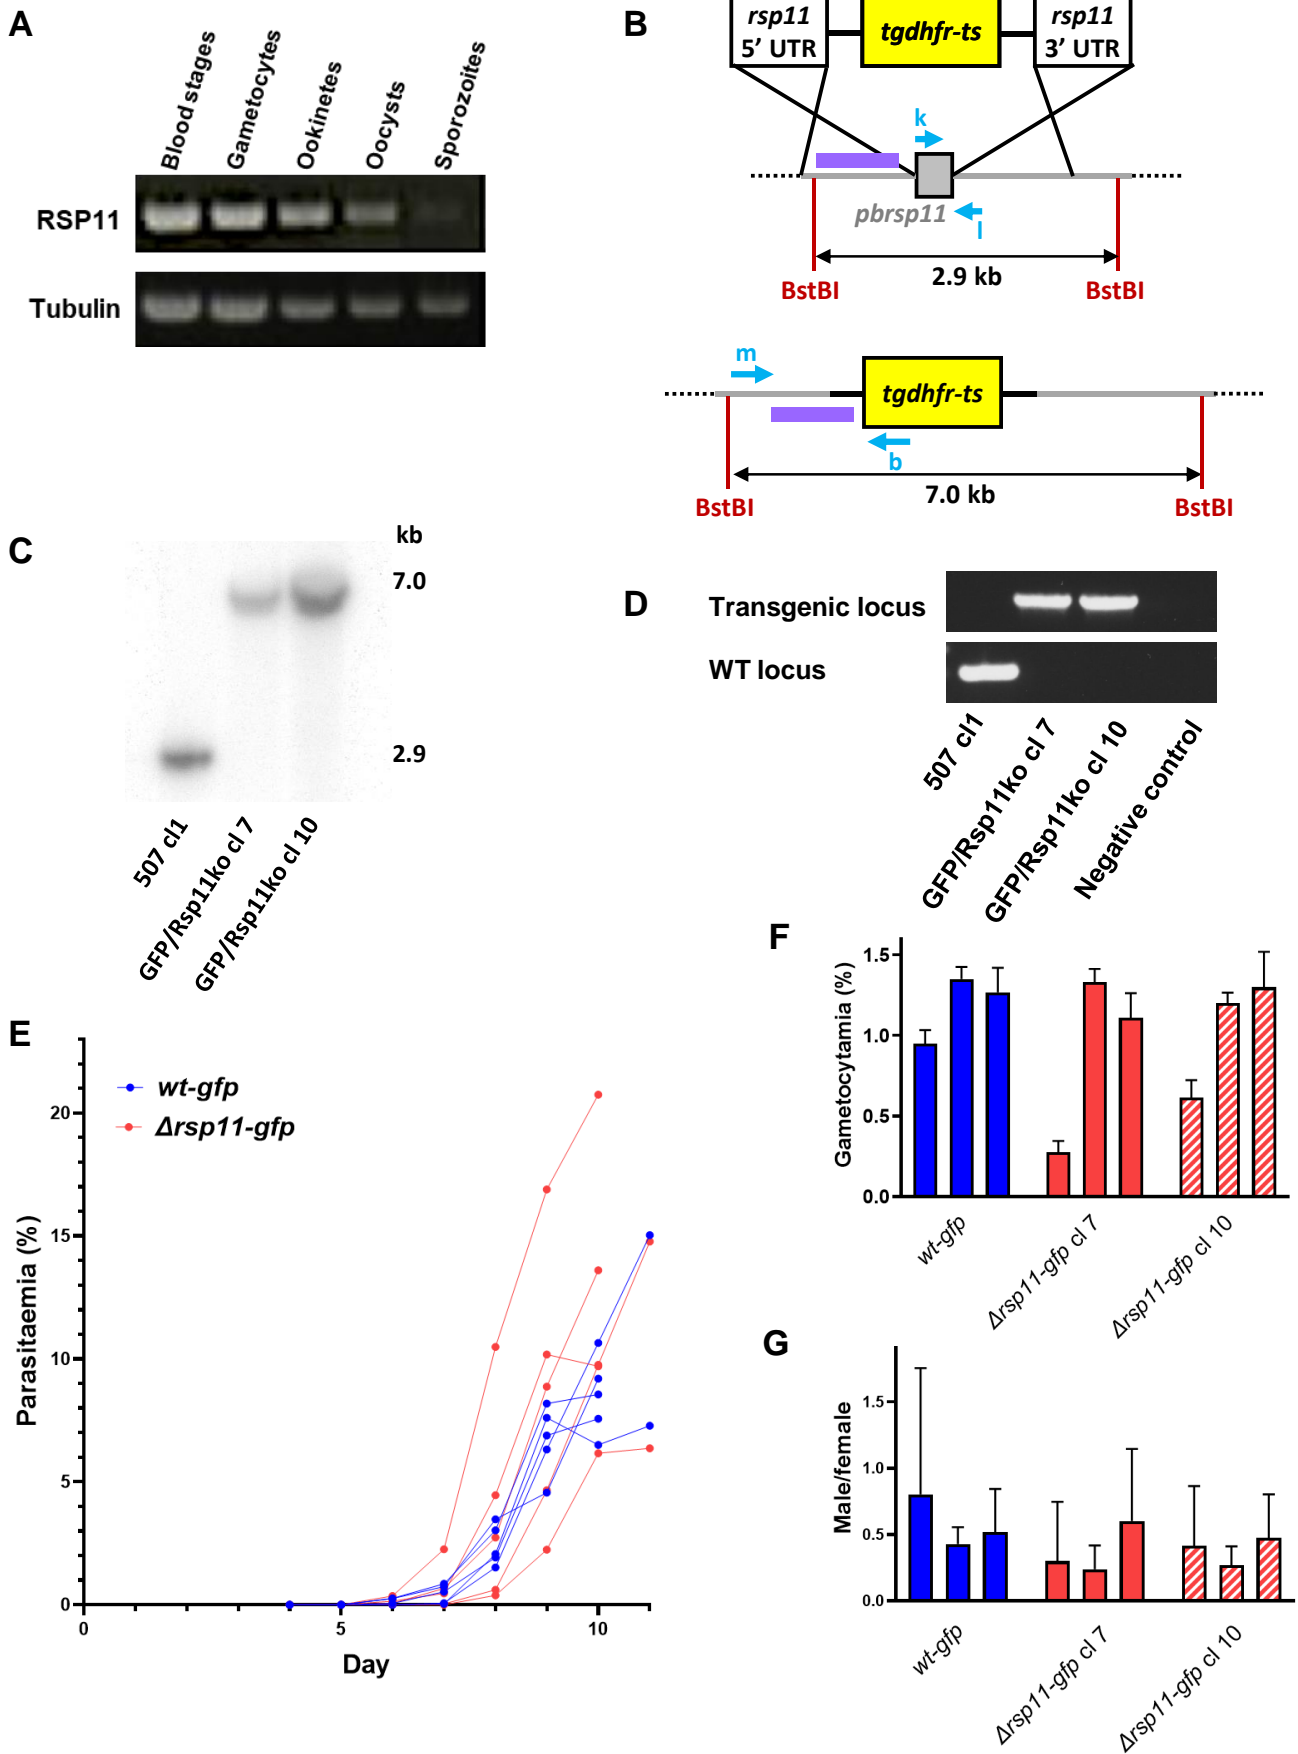 A
Blood stages
Gametocytes
Ookinetes
Oocysts
Sporozoites
RSP11
Tubulin
B
rsp11
5’ UTR
tgdhfr-ts
rsp11
3’ UTR
k
pbrsp11
l
2.9 kb
BstBI
BstBI
m
tgdhfr-ts
b
7.0 kb
BstBI
BstBI
C
kb
7.0
2.9
507 cl1
GFP/Rsp11ko cl 7
GFP/Rsp11ko cl 10
D
Transgenic locus
WT locus
507 cl1
GFP/Rsp11ko cl 7
GFP/Rsp11ko cl 10
Negative control
E
wt-gfp
Δrsp11-gfp
Parasitaemia (%)
20
15
10
5
0
0
5
10
Day
F
Gametocytamia (%)
1.5
1.0
0.5
0.0
wt-gfp
Δrsp11-gfp cl 7
Δrsp11-gfp cl 10
G
Male/female
1.5
1.0
0.5
0.0
wt-gfp
Δrsp11-gfp cl 7
Δrsp11-gfp cl 10